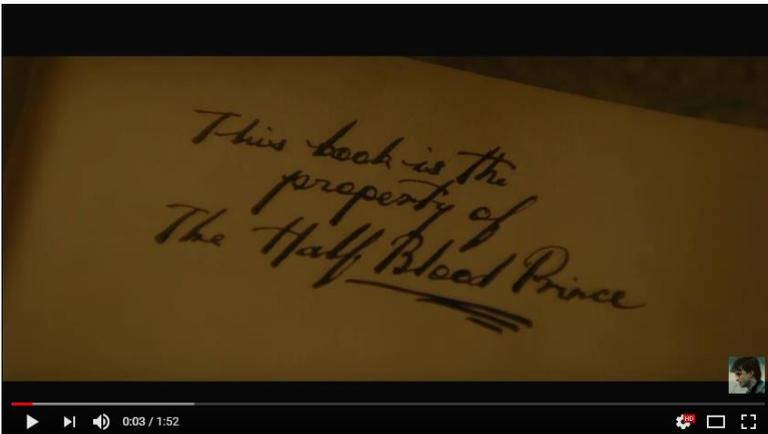 This book is the
property of
The Half Blood Prince
0:03 / 1:52
HD